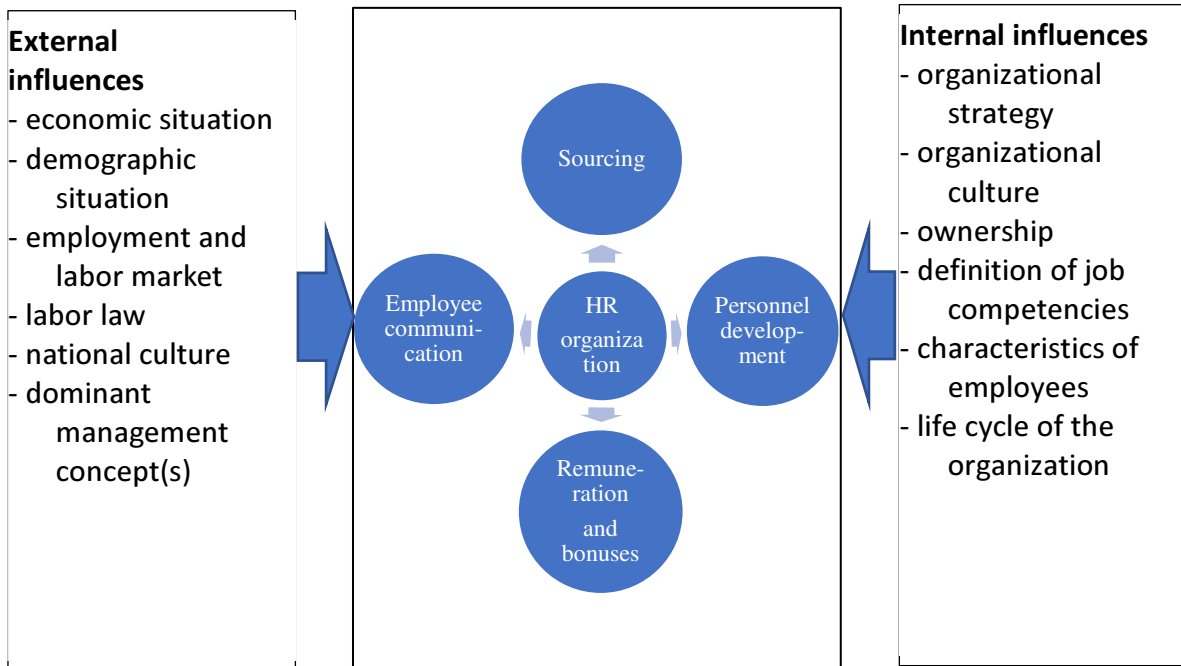 External
influences
- economic situation
- demographic
situation
- employment and
labor market
- labor law
- national culture
- dominant
management
concept(s)
Sourcing
Employee
communi-
cation
HR
organiza
tion
Personnel
develop-
ment
Remune-
ration
and
bonuses
Internal influences
- organizational
strategy
- organizational
culture
- ownership
- definition of job
competencies
- characteristics of
employees
- life cycle of the
organization